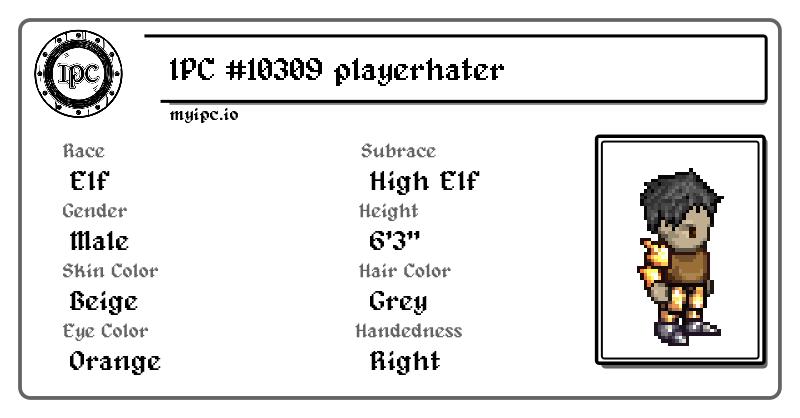 IPC
IPC #10309 playerhater
myipc.io
Race
Elf
Subrace
High Elf
Gender
Male
Height
6'3"
Skin Color
Beige
Hair Color
Grey
Eye Color
Orange
Handedness
Right